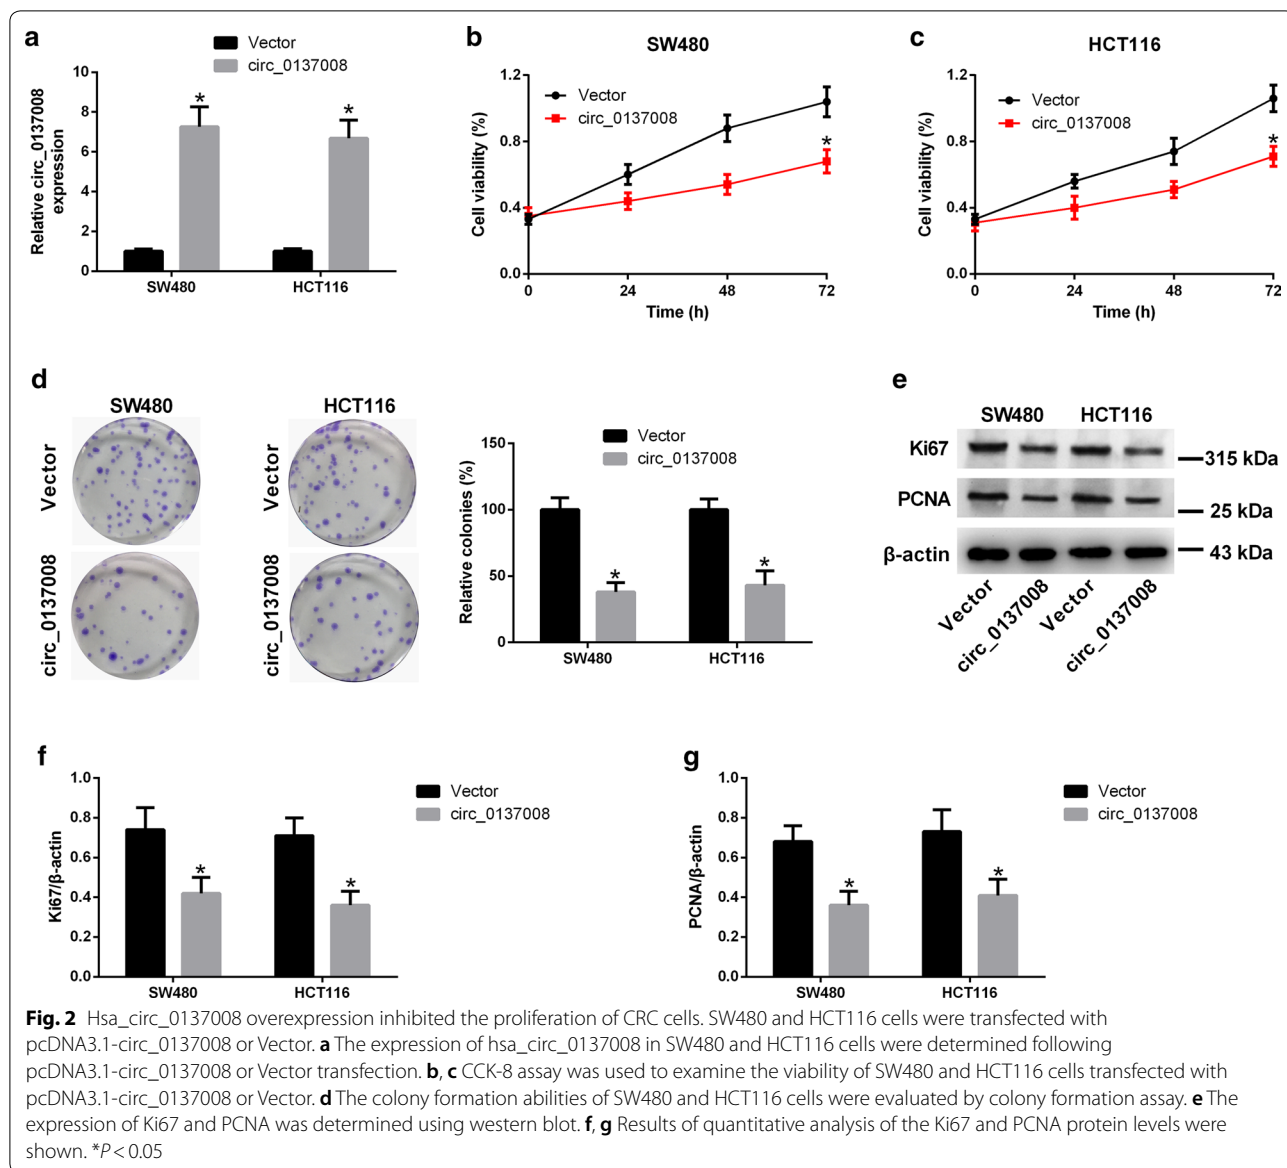 a
Vector
circ_0137008
Relative circ_0137008
expression
10
8
6
4
2
0
*
*
SW480
HCT116
b
SW480
Cell viability (%)
1.2
0.8
0.4
0.0
Vector
circ_0137008
*
0
24
48
72
Time (h)
c
HCT116
Cell viability (%)
1.2
0.8
0.4
0.0
Vector
circ_0137008
*
0
24
48
72
Time (h)
d
SW480
HCT116
Vector
Vector
circ_0137008
circ_0137008
Relative colonies (%)
150
100
50
0
Vector
circ_0137008
*
*
SW480
HCT116
e
SW480
HCT116
Ki67
315 kDa
PCNA
25 kDa
β-actin
43 kDa
Vector
circ_0137008
Vector
circ_0137008
f
Ki67/β-actin
1.0
0.8
0.6
0.4
0.2
0.0
Vector
circ_0137008
*
*
SW480
HCT116
g
PCNA/β-actin
1.0
0.8
0.6
0.4
0.2
0.0
Vector
circ_0137008
*
*
SW480
HCT116
Fig. 2 Hsa_circ_0137008 overexpression inhibited the proliferation of CRC cells. SW480 and HCT116 cells were transfected with
pcDNA3.1-circ_0137008 or Vector. a The expression of hsa_circ_0137008 in SW480 and HCT116 cells were determined following
pcDNA3.1-circ_0137008 or Vector transfection. b, c CCK-8 assay was used to examine the viability of SW480 and HCT116 cells transfected with
pcDNA3.1-circ_0137008 or Vector. d The colony formation abilities of SW480 and HCT116 cells were evaluated by colony formation assay. e The
expression of Ki67 and PCNA was determined using western blot. f, g Results of quantitative analysis of the Ki67 and PCNA protein levels were
shown. *P < 0.05